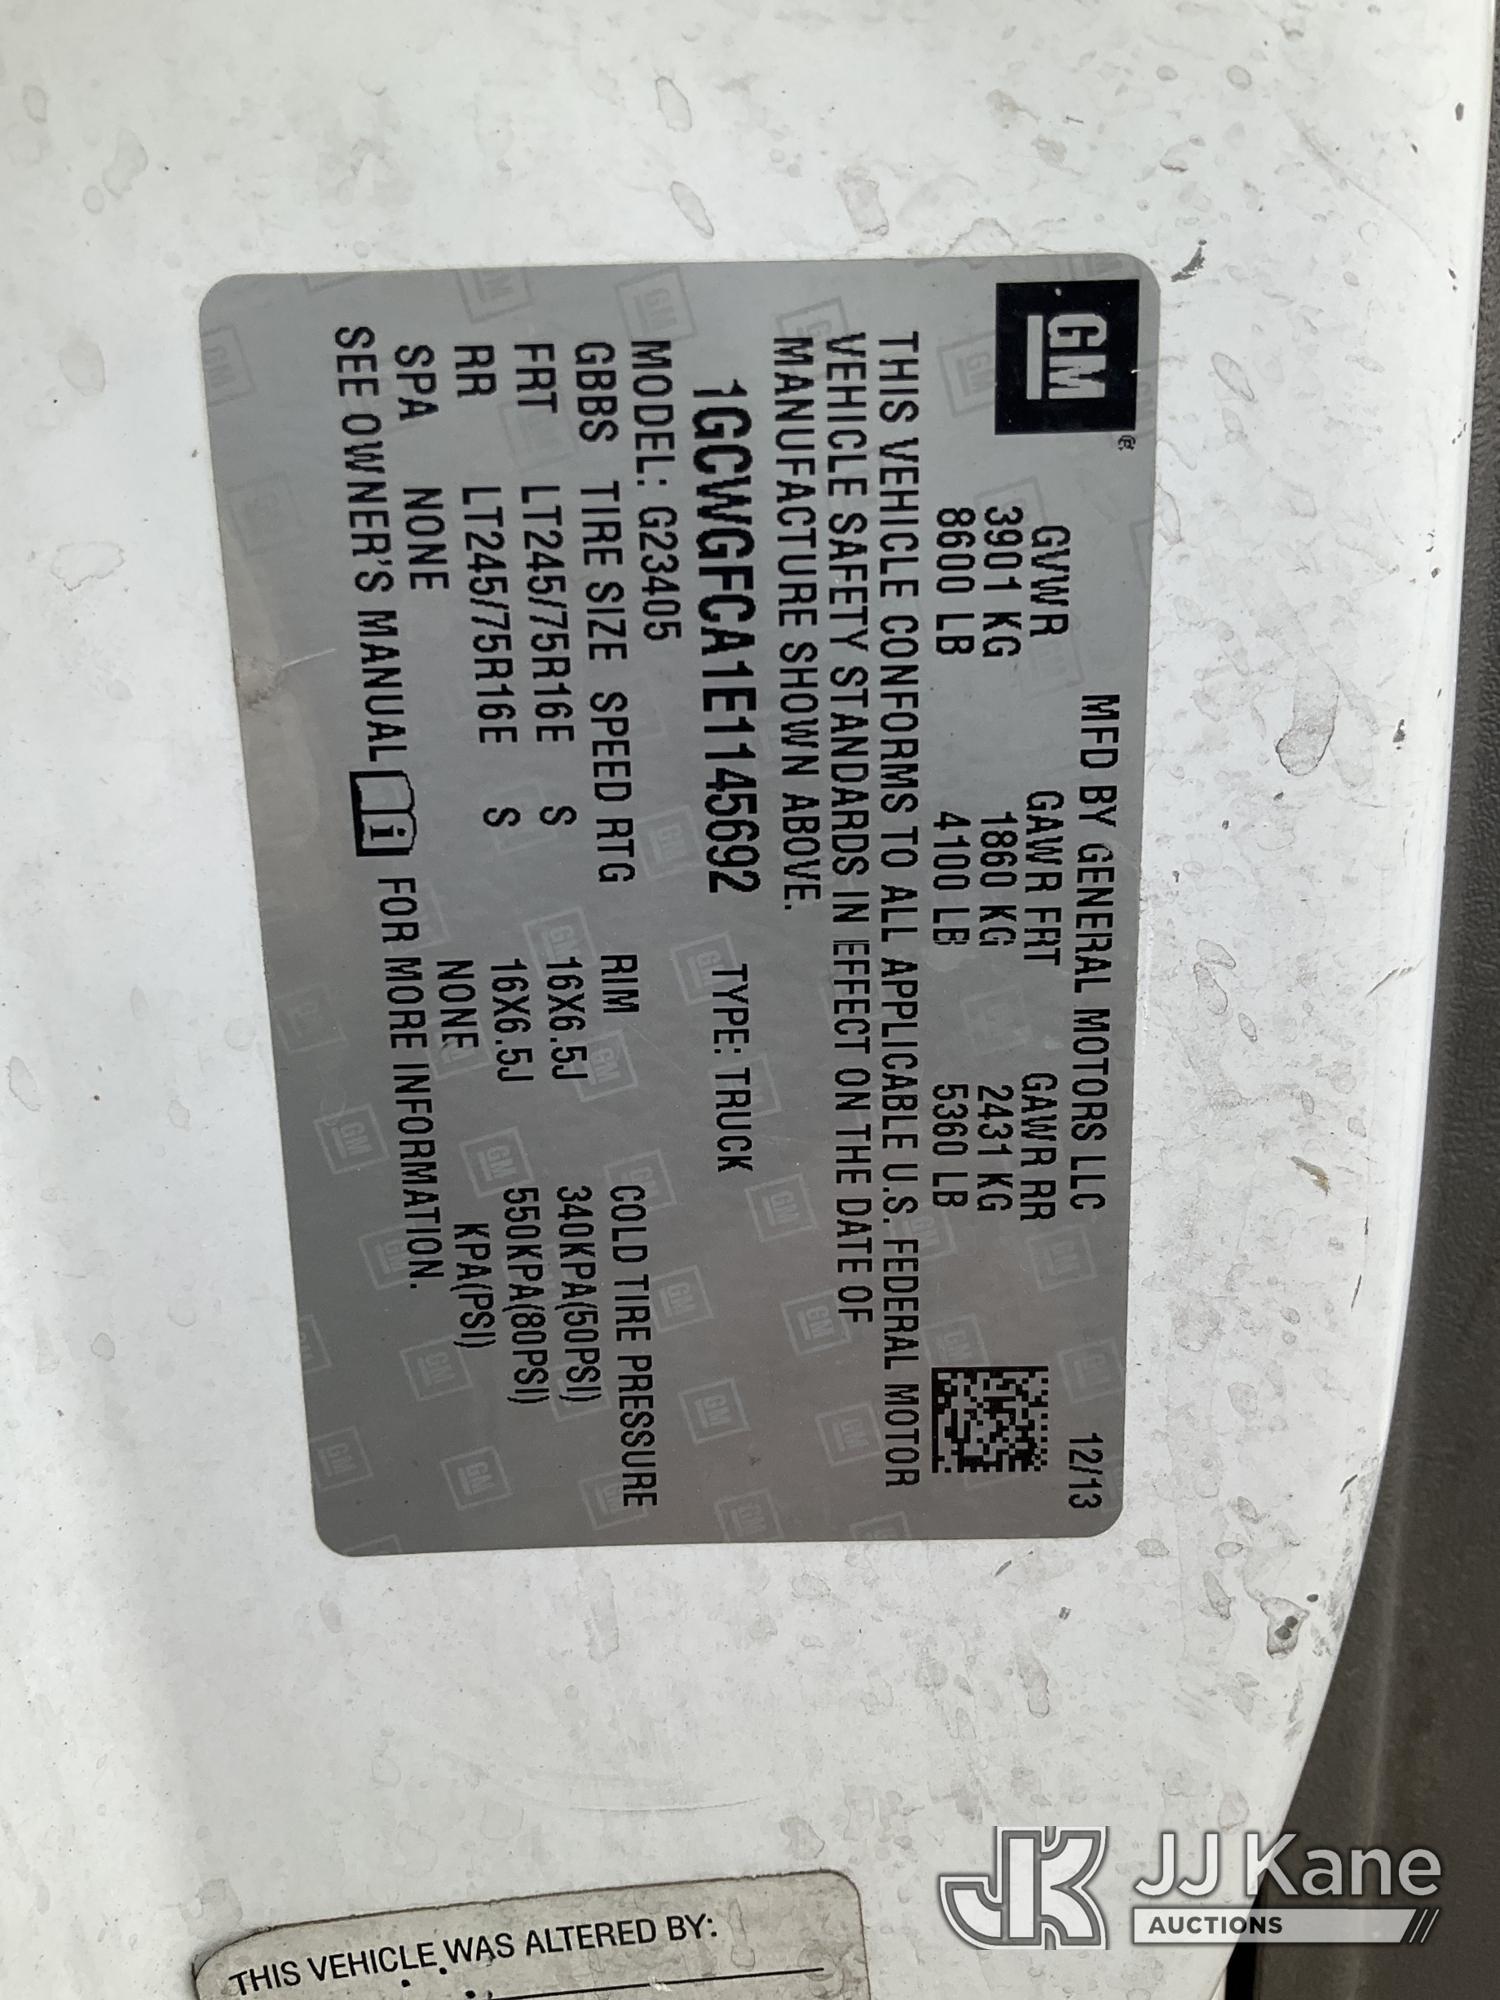 GM®
MFD BY GENERAL MOTORS LLC 12/13
GVWR GAWR FRT GAWR RR
3901 KG 1860 KG 2431 KG
8600 LB 4100 LB 5360 LB
THIS VEHICLE CONFORMS TO ALL APPLICABLE U.S. FEDERAL MOTOR
VEHICLE SAFETY STANDARDS IN EFFECT ON THE DATE OF
MANUFACTURE SHOWN ABOVE.
1GCWGFCA1E1145692 TYPE: TRUCK
MODEL: G23405
GBBS TIRE SIZE SPEED RTG RIM COLD TIRE PRESSURE
FRT LT245/75R16E S 16X6.5J 340KPA(50PSI)
RR LT245/75R16E S 16X6.5J 550KPA(80PSI)
SPA NONE NONE KPA(PSI)
SEE OWNER'S MANUAL i FOR MORE INFORMATION.
THIS VEHICLE WAS ALTERED BY:
JK JJ Kane
AUCTIONS